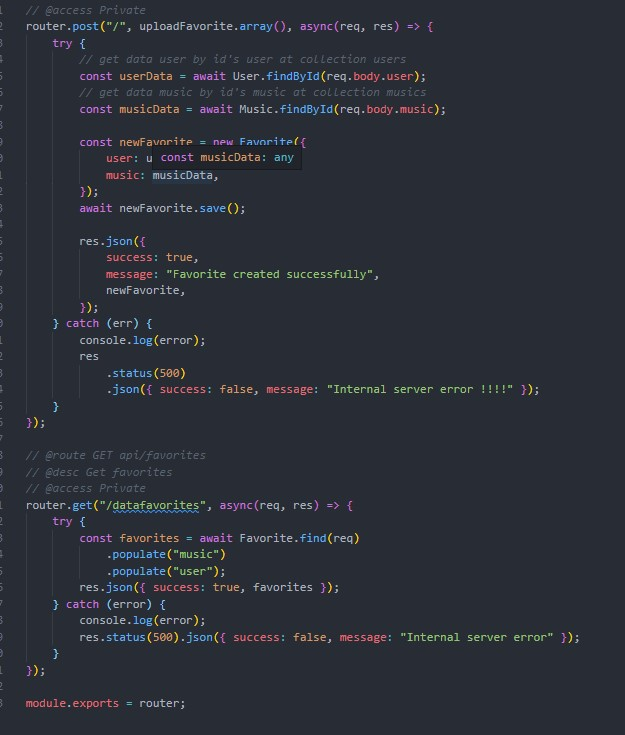 // @access Private
router.post("/", uploadFavorite.array(), async(req, res) => {
try {
// get data user by id's user at collection users
const userData = await User.findById(req.body.user);
// get data music by id's music at collection musics
const musicData = await Music.findById(req.body.music);
const newFavorite = new Favorite({
user: u
const musicData: any
music: musicData,
});
await newFavorite.save();
res.json({
success: true,
message: "Favorite created successfully",
newFavorite,
});
} catch (err) {
console.log(error);
res
.status(500)
.json({ success: false, message: "Internal server error !!!!" });
}
});
// @route GET api/favorites
// @desc Get favorites
// @access Private
router.get("/datafavorites", async(req, res) => {
try {
const favorites = await Favorite.find(req)
.populate("music")
.populate("user");
res.json({ success: true, favorites });
} catch (error) {
console.log(error);
res.status(500).json({ success: false, message: "Internal server error" });
}
});
module.exports = router;